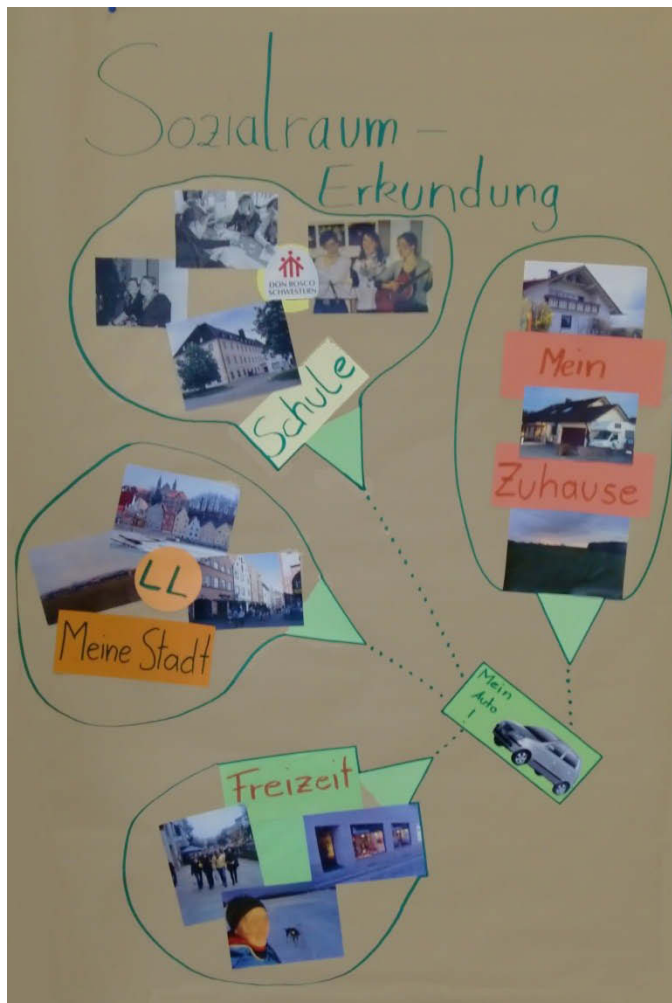 Sozialraum-
Erkundung
DON BOSCO
SCHWESTERN
Schule
Mein
Zuhause
LL
Meine Stadt
Mein
Auto
!
Freizeit